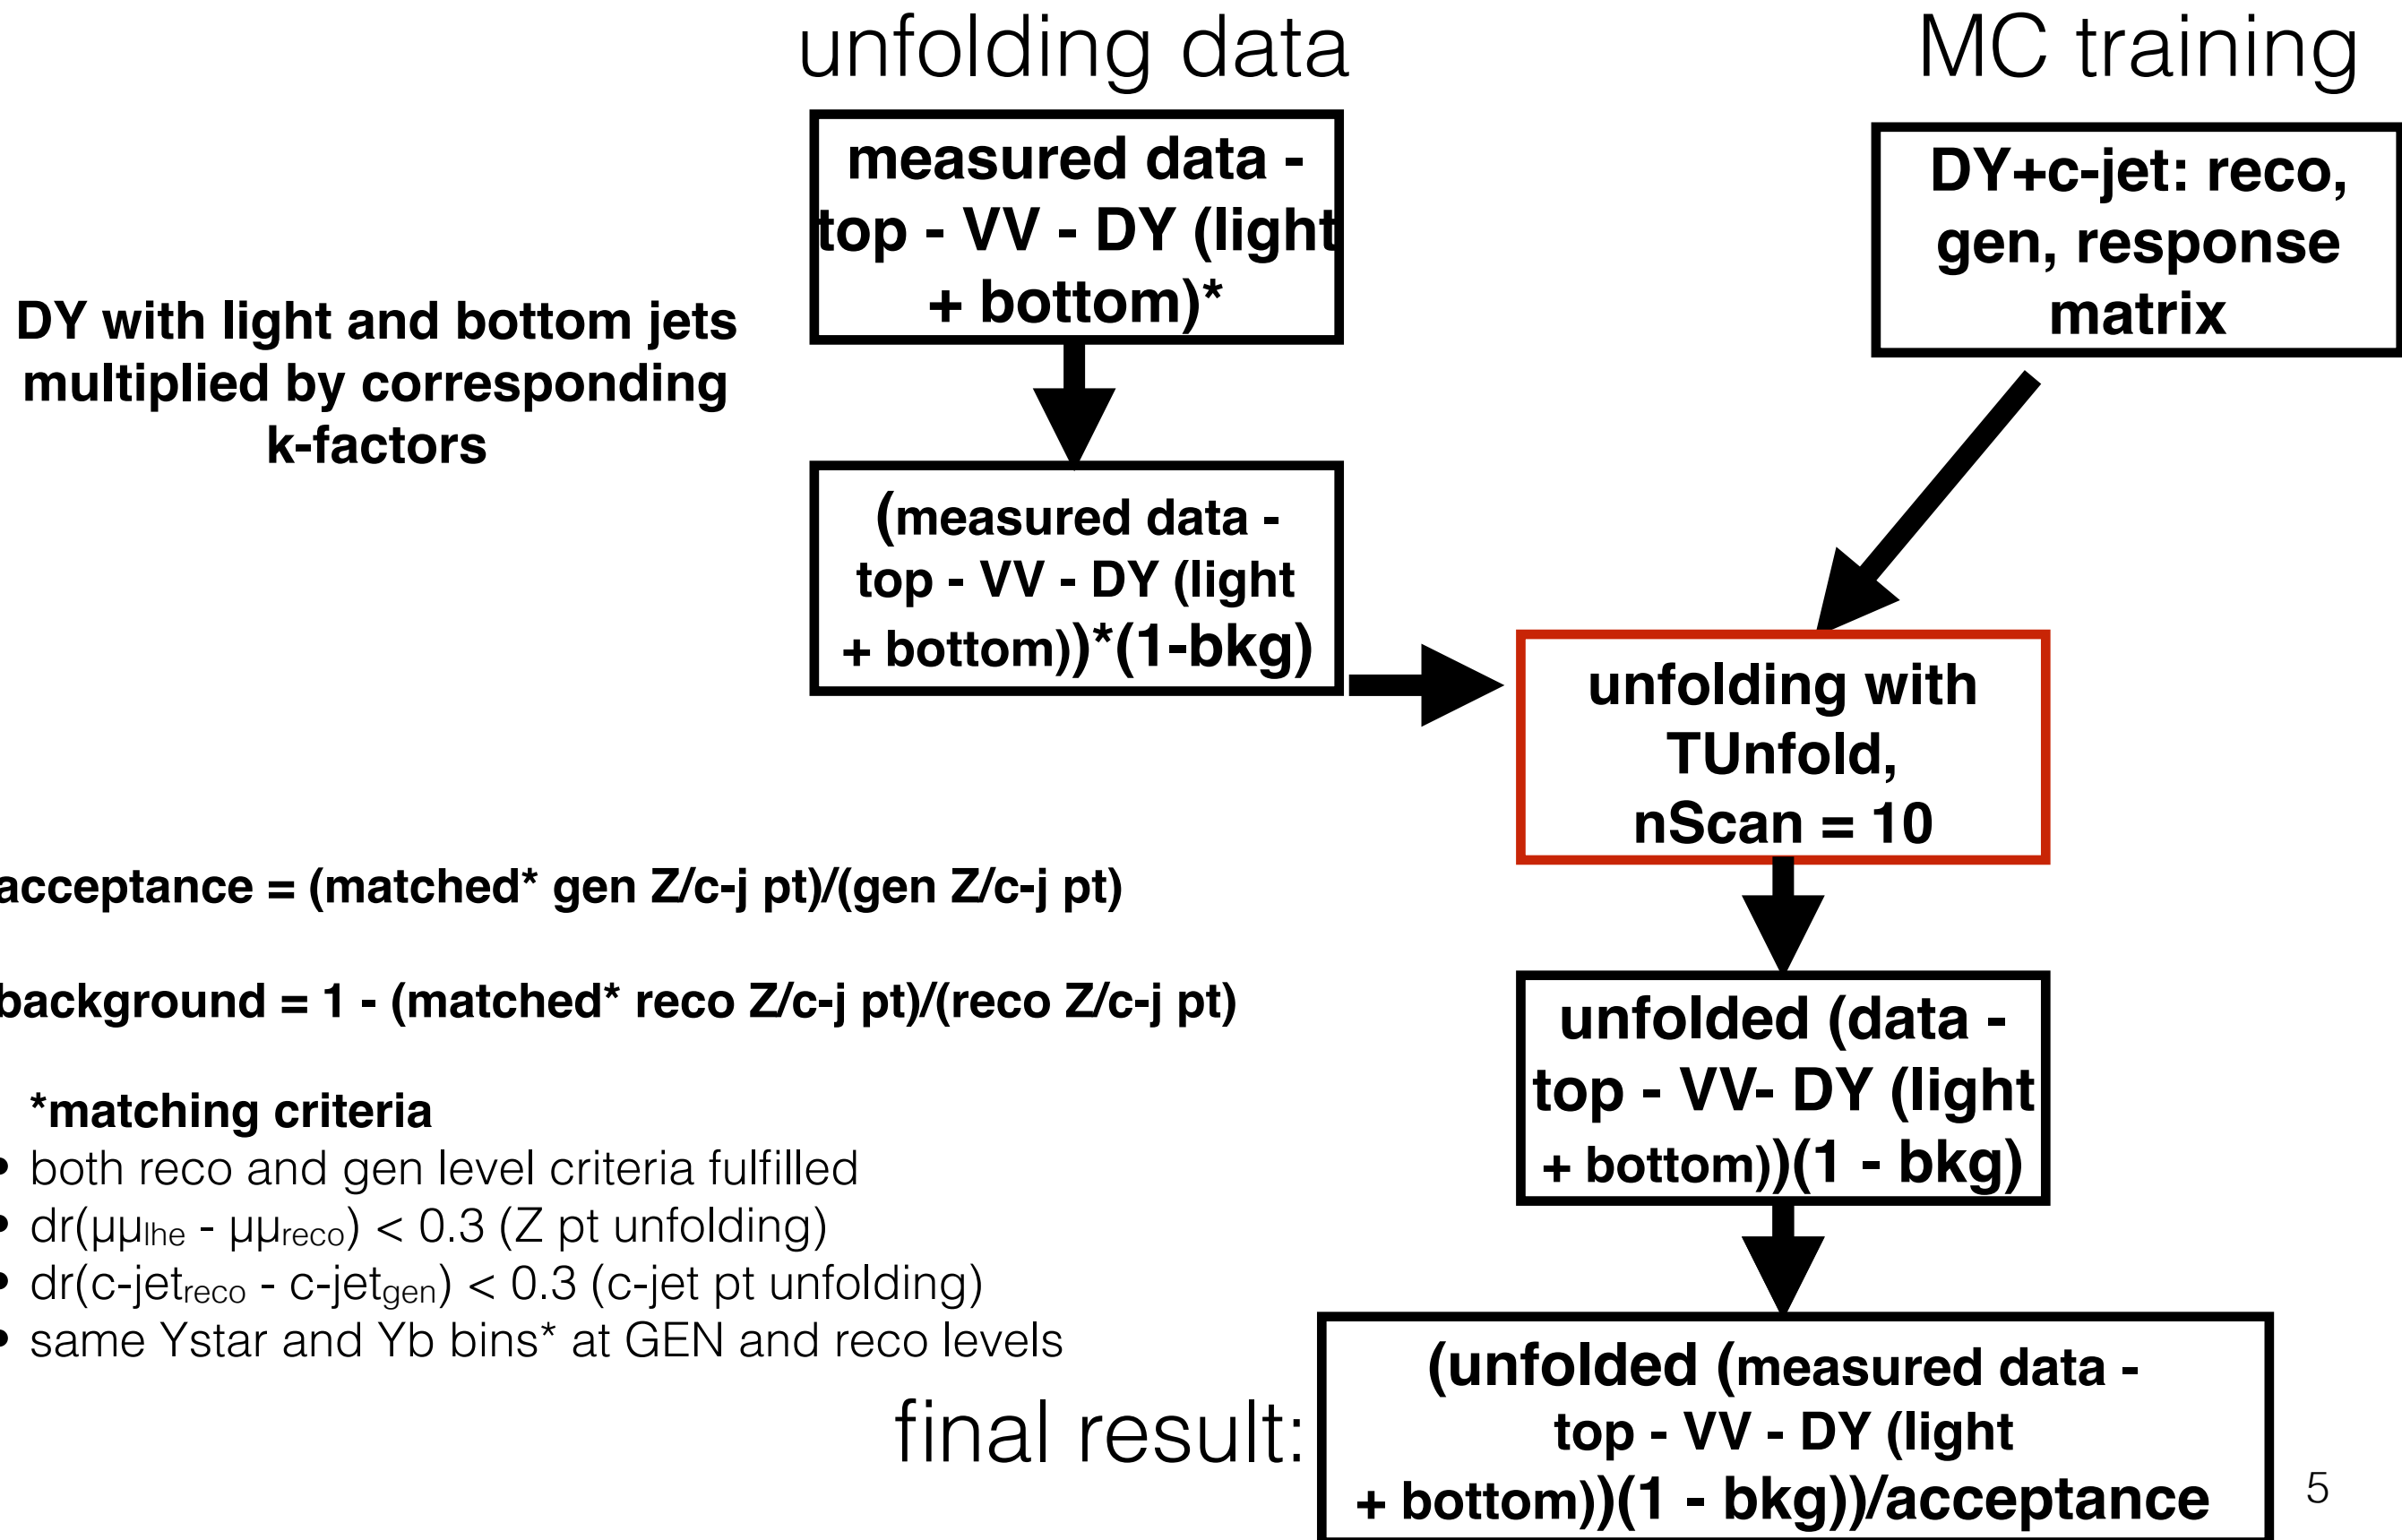 unfolding data
MC training
measured data -
top - VV - DY (light
+ bottom)*
DY+c-jet: reco,
gen, response
matrix
DY with light and bottom jets
multiplied by corresponding
k-factors
(measured data -
top - VV - DY (light
+ bottom))*(1-bkg)
unfolding with
TUnfold,
nScan = 10
acceptance = (matched* gen Z/c-j pt)/(gen Z/c-j pt)
background = 1 - (matched* reco Z/c-j pt)/(reco Z/c-j pt)
unfolded (data -
top - VV- DY (light
+ bottom))(1 - bkg)
*matching criteria
• both reco and gen level criteria fulfilled
• dr(μμlhe - μμreco) < 0.3 (Z pt unfolding)
• dr(c-jetreco - c-jetgen) < 0.3 (c-jet pt unfolding)
• same Ystar and Yb bins* at GEN and reco levels
final result:
(unfolded (measured data -
top - VV - DY (light
+ bottom))(1 - bkg))/acceptance
5